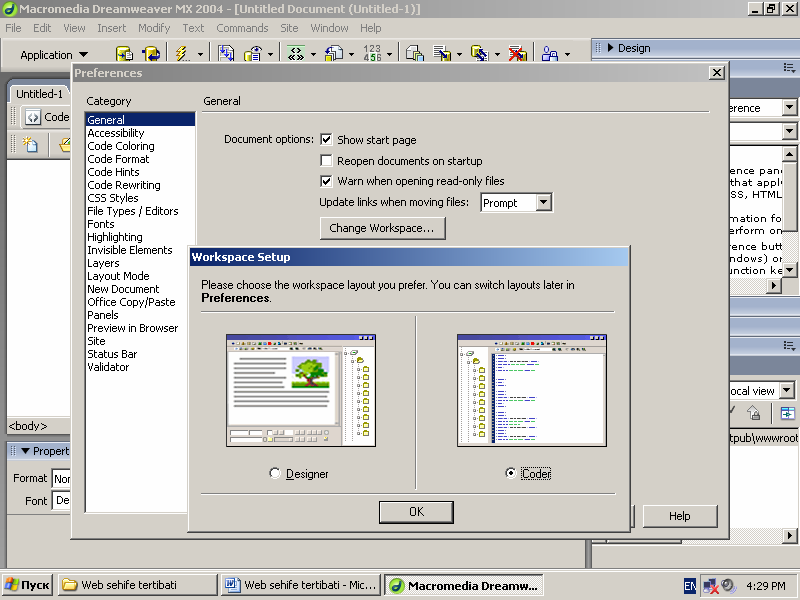 Macromedia Dreamweaver MX 2004 - [Untitled Document (Untitled-1)]
File Edit View Insert Modify Text Commands Site Window Help
Application
Design
Preferences
Untitled-1
Code
Category
General
Accessibility
Code Coloring
Code Format
Code Hints
Code Rewriting
CSS Styles
File Types / Editors
Fonts
Highlighting
Invisible Elements
Layers
Layout Mode
New Document
Office Copy/Paste
Panels
Preview in Browser
Site
Status Bar
Validator
General
Document options: Show start page
Reopen documents on startup
Warn when opening read-only files
Update links when moving files: Prompt
Change Workspace...
Workspace Setup
Please choose the workspace layout you prefer. You can switch layouts later in
Preferences.
Designer
Coder
OK
Help
erence
rence pan
that appl
SS, HTML
mation fo
erform on
rence butt
ndows) or
unction ke
ocal view
tpub\wwwroot
<body>
Propert
Format Nor
Font De
Пуск
Web sehife tertibati
Web sehife tertibati - Mic...
Macromedia Dreamw...
EN
4:29 PM